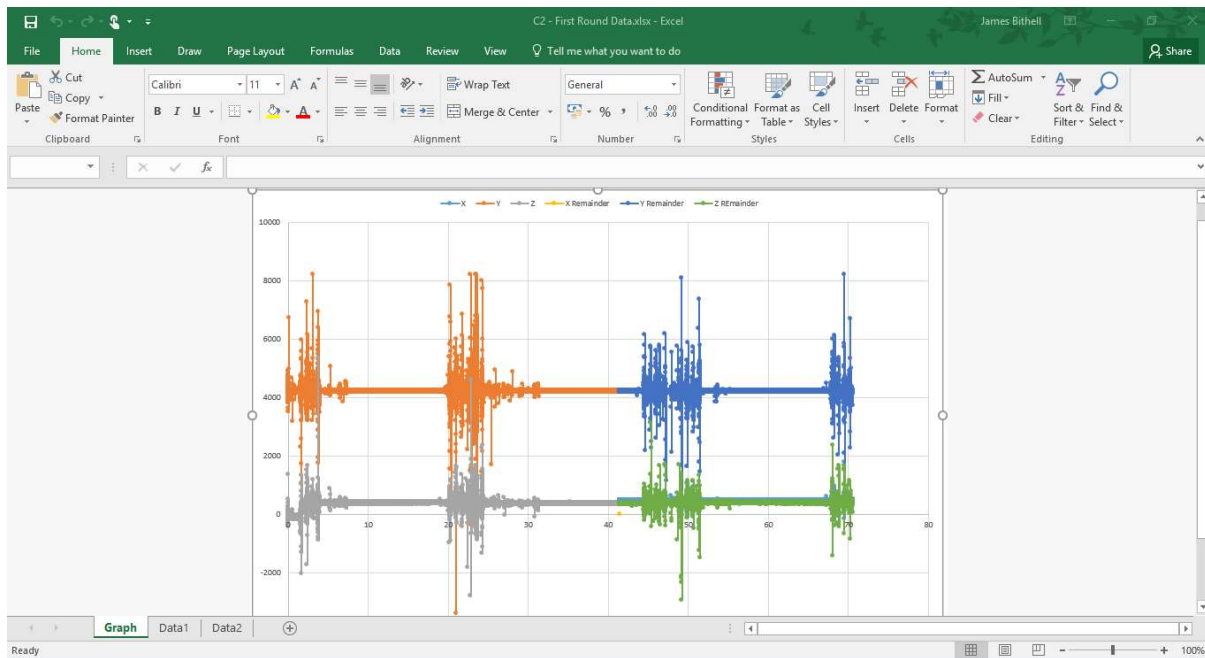 C2 - First Round Data.xlsx - Excel
James Bithell
File Home Insert Draw Page Layout Formulas Data Review View Tell me what you want to do
Share
Paste
Cut
Copy
Format Painter
Clipboard
Calibri 11 A A
B I U A
Font
Wrap Text
Merge & Center
Alignment
General
% , .0 .00 .00 .0
Number
Conditional Formatting
Format as Table
Cell Styles
Styles
Insert Delete Format
Cells
AutoSum
Fill
Clear
Sort & Filter
Find & Select
Editing
fx
X Y Z X Remainder Y Remainder Z REmainder
10000
8000
6000
4000
2000
0
0 10 20 30 40 50 60 70 80
-2000
Graph Data1 Data2
Ready
100%